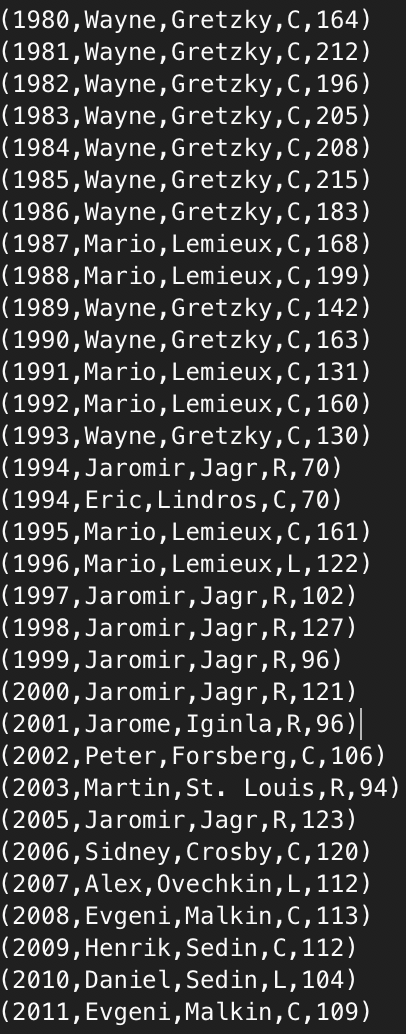 (1980,Wayne,Gretzky,C,164)
(1981,Wayne,Gretzky,C,212)
(1982,Wayne,Gretzky,C,196)
(1983,Wayne,Gretzky,C,205)
(1984,Wayne,Gretzky,C,208)
(1985,Wayne,Gretzky,C,215)
(1986,Wayne,Gretzky,C,183)
(1987,Mario,Lemieux,C,168)
(1988,Mario,Lemieux,C,199)
(1989,Wayne,Gretzky,C,142)
(1990,Wayne,Gretzky,C,163)
(1991,Mario,Lemieux,C,131)
(1992,Mario,Lemieux,C,160)
(1993,Wayne,Gretzky,C,130)
(1994,Jaromir,Jagr,R,70)
(1994,Eric,Lindros,C,70)
(1995,Mario,Lemieux,C,161)
(1996,Mario,Lemieux,L,122)
(1997,Jaromir,Jagr,R,102)
(1998,Jaromir,Jagr,R,127)
(1999,Jaromir,Jagr,R,96)
(2000,Jaromir,Jagr,R,121)
(2001,Jarome,Iginla,R,96)
(2002,Peter,Forsberg,C,106)
(2003,Martin,St. Louis,R,94)
(2005,Jaromir,Jagr,R,123)
(2006,Sidney,Crosby,C,120)
(2007,Alex,Ovechkin,L,112)
(2008,Evgeni,Malkin,C,113)
(2009,Henrik,Sedin,C,112)
(2010,Daniel,Sedin,L,104)
(2011,Evgeni,Malkin,C,109)